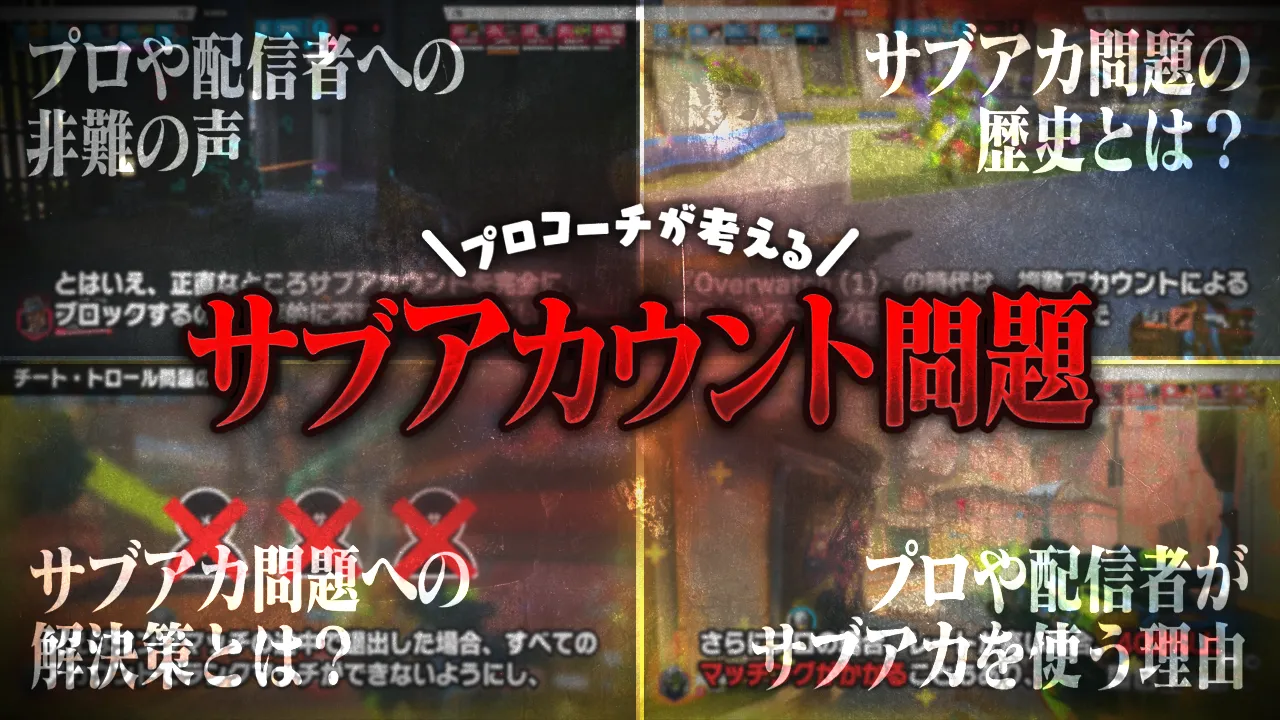 プロや配信者への
非難の声
サブアカ問題の
歴史とは？
＼プロコーチが考える／
サブアカウント問題
とはいえ、正直なところサブアカウントを完全に
ブロックする
「Overwatch（1）」の時代は、複数アカウントによる
チート・トロール問題の
サブアカ問題への
解決策とは？
した場合、すべての
ができないようにし、
プロや配信者が
サブアカを使う理由
さらに
マッチングがかかる